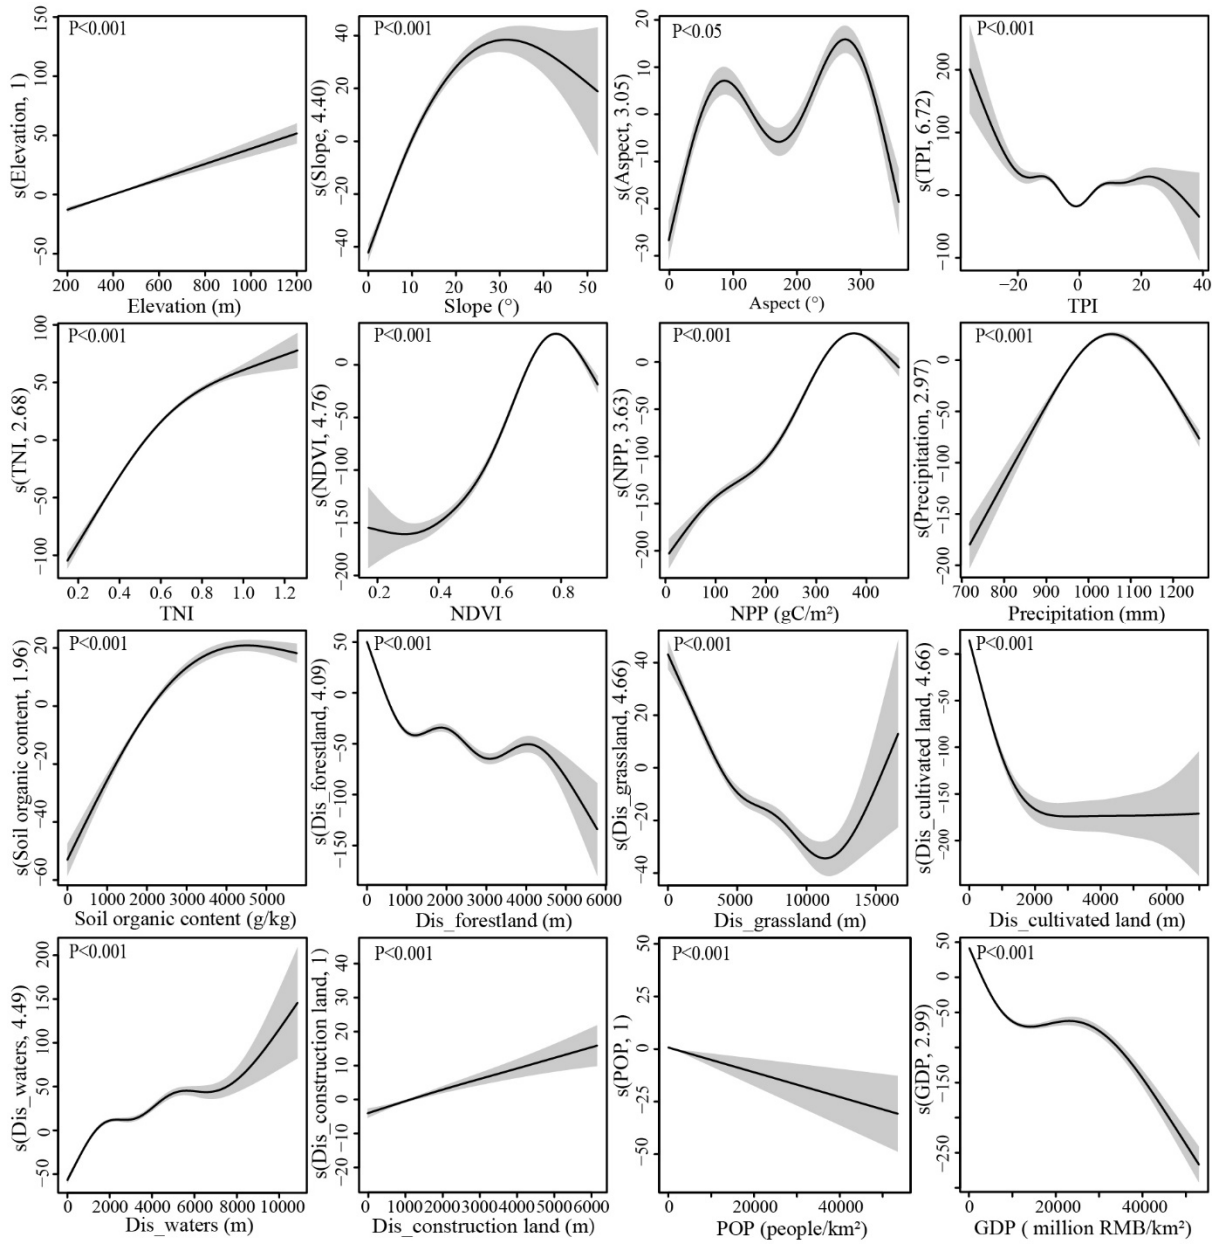 P<0.001
s(Elevation, 1)
−50 0 50 100 150
200 400 600 800 1000 1200
Elevation (m)
P<0.001
s(Slope, 4.40)
−40 −20 0 20 40
0 10 20 30 40 50
Slope (°)
P<0.05
s(Aspect, 3.05)
−30 −20 −10 0 10 20
0 100 200 300
Aspect (°)
P<0.001
s(TPI, 6.72)
−100 0 100 200
−20 0 20 40
TPI
P<0.001
s(TNI, 2.68)
−100 −50 0 50 100
0.2 0.4 0.6 0.8 1.0 1.2
TNI
P<0.001
s(NDVI, 4.76)
−200 −150 −100 −50 0
0.2 0.4 0.6 0.8
NDVI
P<0.001
s(NPP, 3.63)
−200 −150 −100 −50 0
0 100 200 300 400
NPP (gC/m²)
P<0.001
s(Precipitation, 2.97)
−200 −150 −100 −50 0
700 800 900 1000 1100 1200
Precipitation (mm)
P<0.001
s(Soil organic content, 1.96)
−60 −40 −20 0 20
0 1000 2000 3000 4000 5000
Soil organic content (g/kg)
P<0.001
s(Dis_forestland, 4.09)
−150 −100 −50 0 50
0 1000 2000 3000 4000 5000 6000
Dis_forestland (m)
P<0.001
s(Dis_grassland, 4.66)
−40 −20 0 20 40
0 5000 10000 15000
Dis_grassland (m)
P<0.001
s(Dis_cultivated land, 4.66)
−200 −150 −100 −50 0
0 2000 4000 6000
Dis_cultivated land (m)
P<0.001
s(Dis_waters, 4.49)
−50 0 50 100 150 200
0 2000 4000 6000 8000 10000
Dis_waters (m)
P<0.001
s(Dis_construction land, 1)
−20 −10 0 10 20 30 40
0 1000 2000 3000 4000 5000 6000
Dis_construction land (m)
P<0.001
s(POP, 1)
−50 −25 0 25 50
0 20000 40000
POP (people/km²)
P<0.001
s(GDP, 2.99)
−250 −150 −50 0 50
0 20000 40000
GDP ( million RMB/km²)